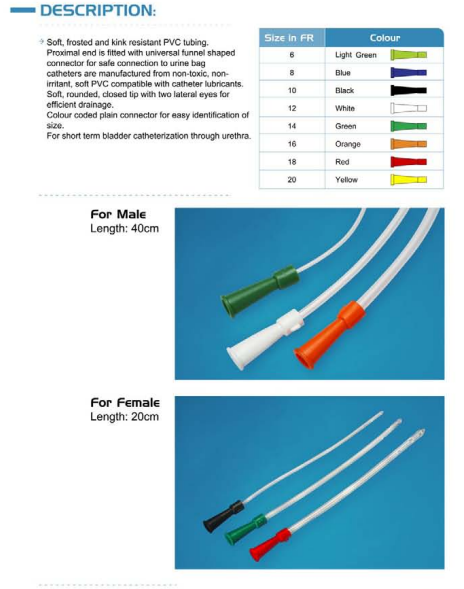 DESCRIPTION:
Soft, frosted and kink resistant PVC tubing.
Proximal end is fitted with universal funnel shaped
connector for safe connection to urine bag
catheters are manufactured from non-toxic, non-
irritant, soft PVC compatible with catheter lubricants.
Soft, rounded, closed tip with two lateral eyes for
efficient drainage.
Colour coded plain connector for easy identification of
size.
For short term bladder catheterization through urethra.
Size in FR Colour
6 Light Green
8 Blue
10 Black
12 White
14 Green
16 Orange
18 Red
20 Yellow
For Male
Length: 40cm
For Female
Length: 20cm